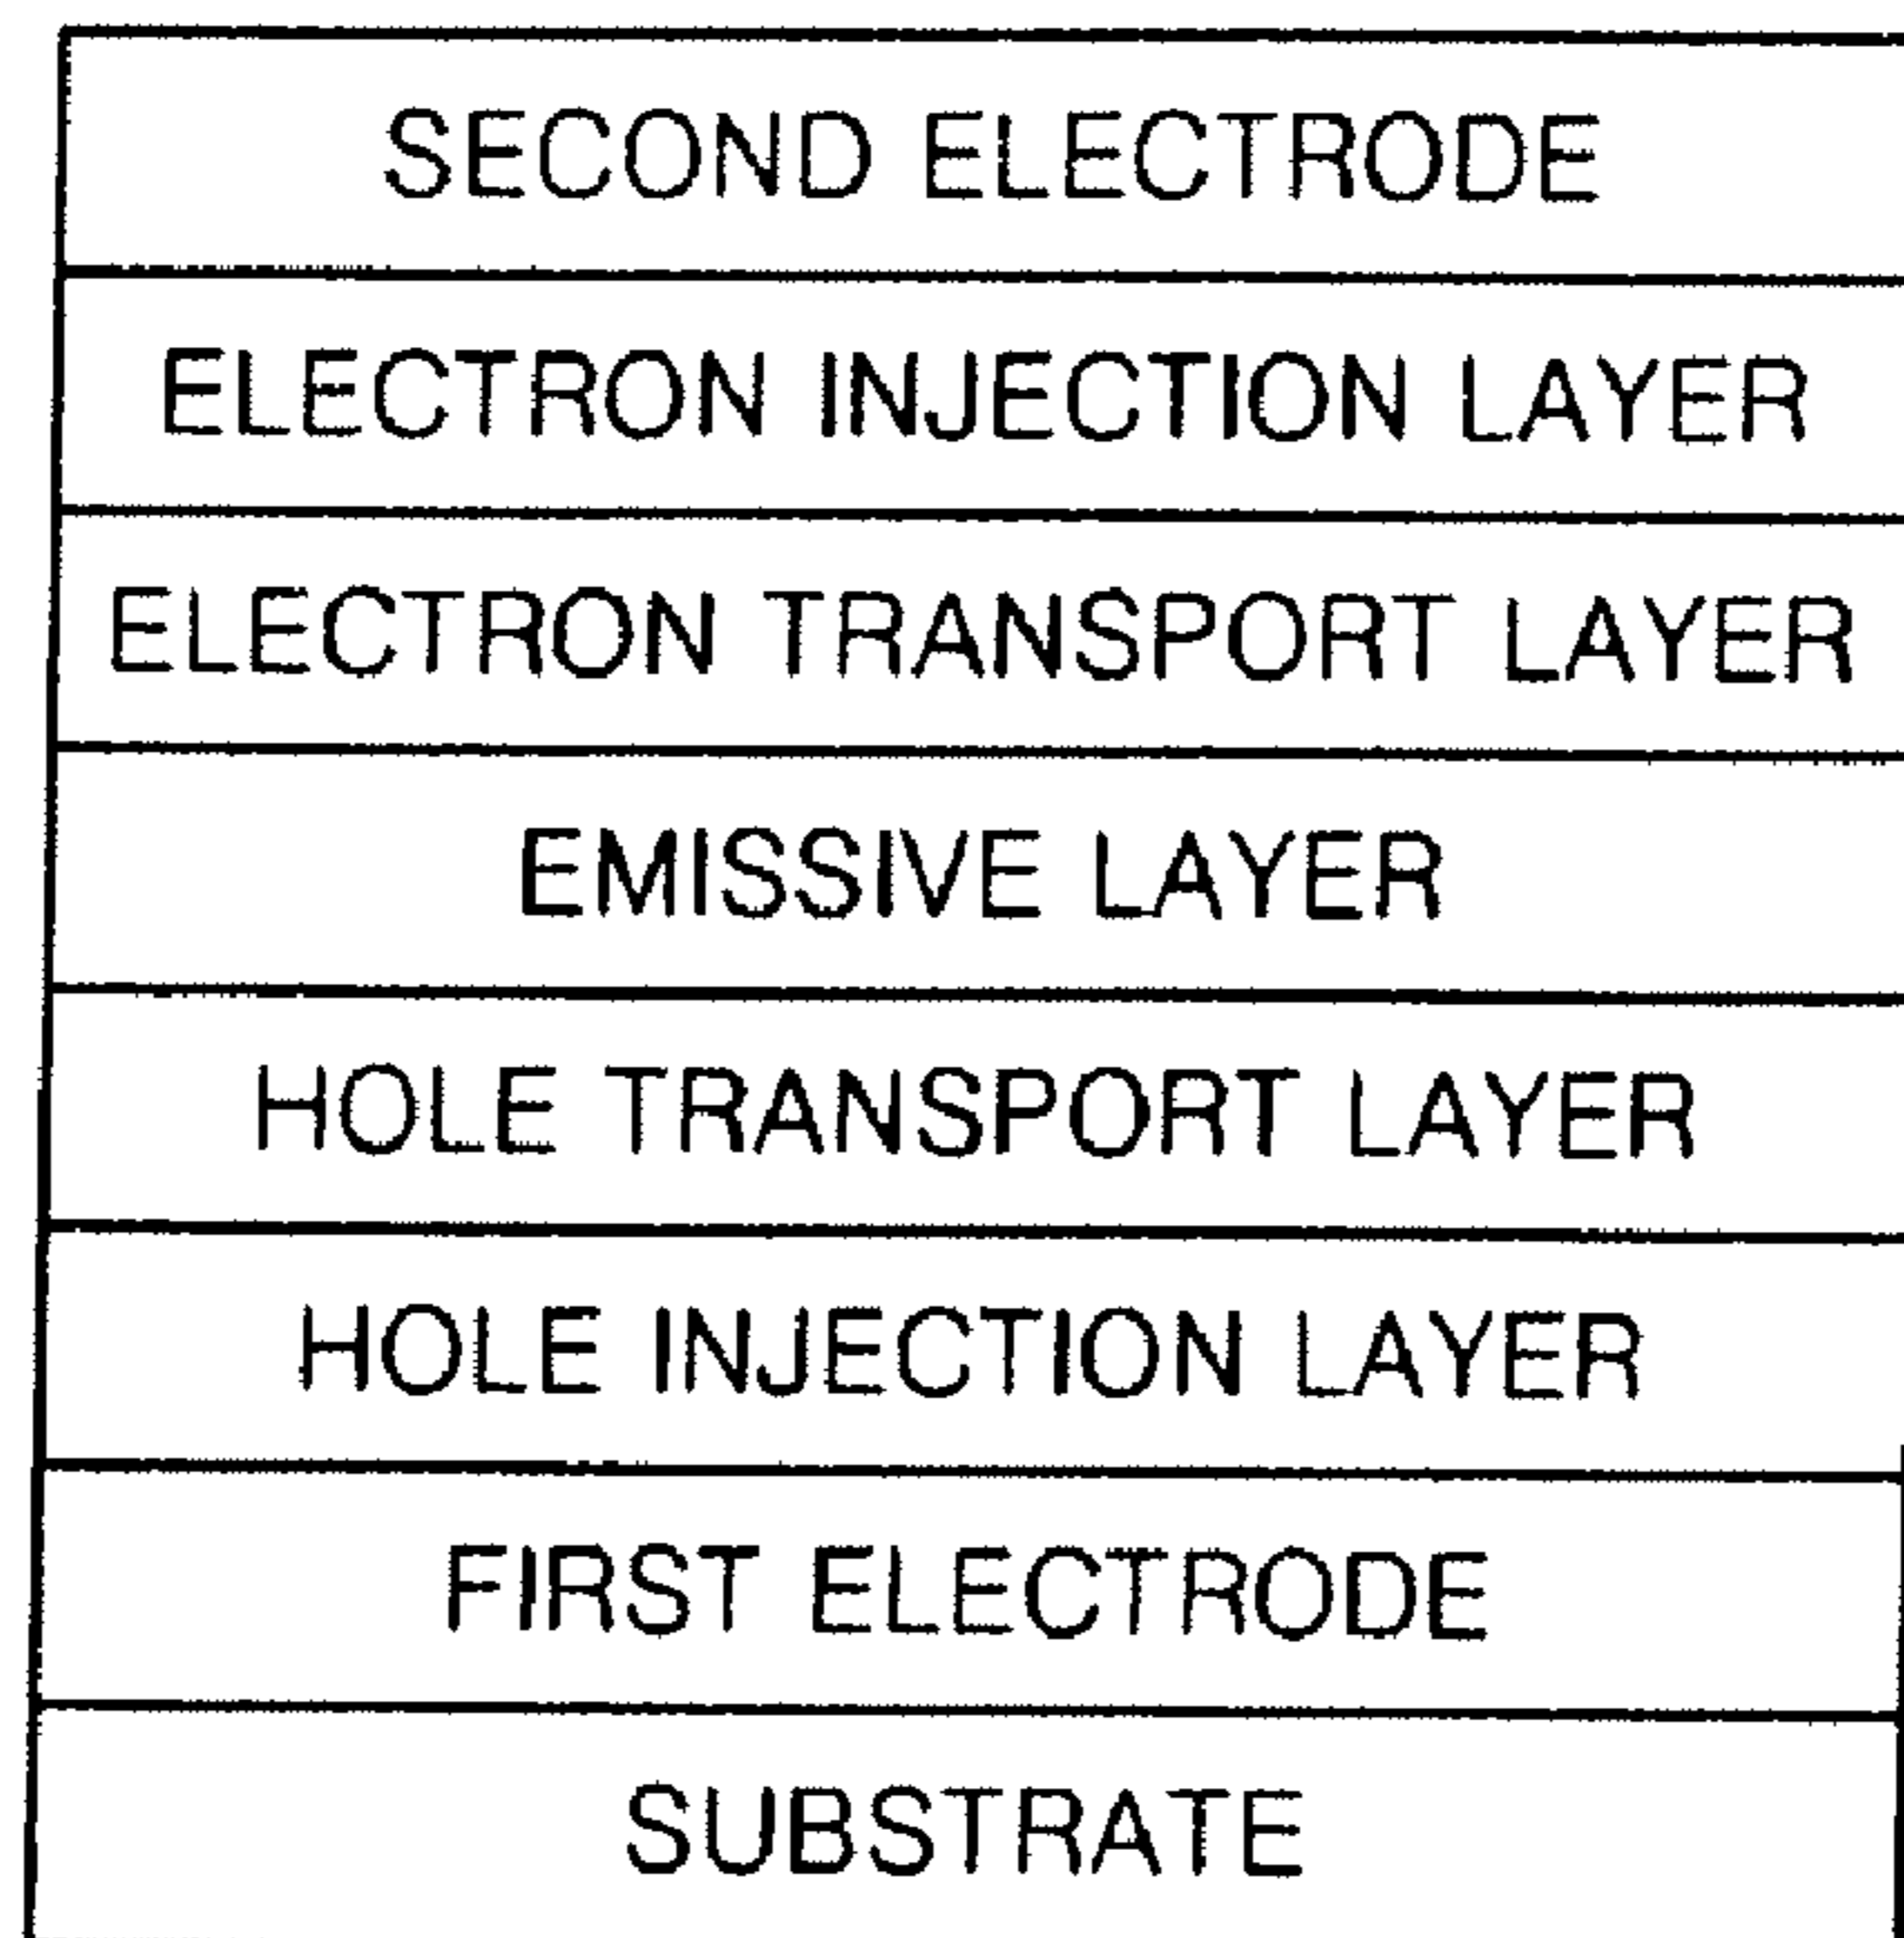 SECOND ELECTRODE
ELECTRON INJECTION LAYER
ELECTRON TRANSPORT LAYER
EMISSIVE LAYER
HOLE TRANSPORT LAYER
HOLE INJECTION LAYER
FIRST ELECTRODE
SUBSTRATE